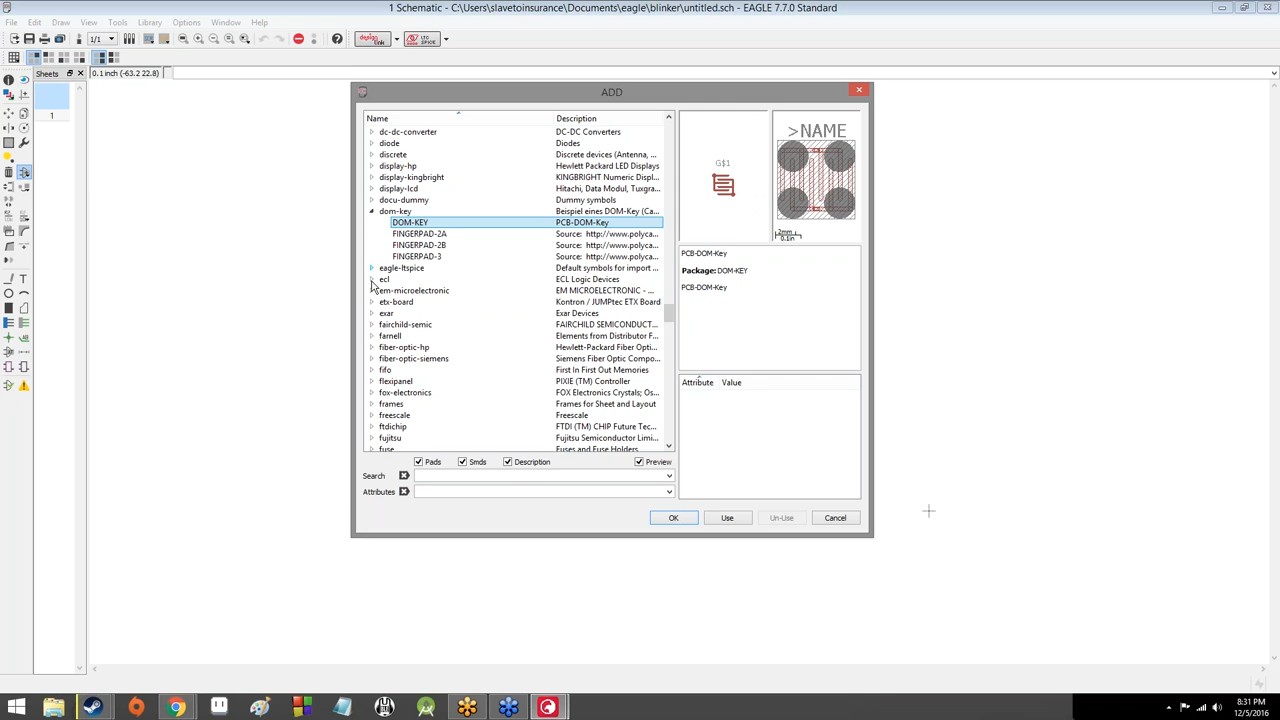 1 Schematic - C:\Users\slavetoinsurance\Documents\eagle\blinker\untitled.sch - EAGLE 7.7.0 Professional
File Edit Draw View Tools Library Options Window Help
1/1
design link
LTC SPICE
Sheets
0.1 inch (-63.2 22.8)
1
ADD
Name Description
dc-dc-converter DC-DC Converters
diode Diodes
discrete Discrete devices (Antenna, ...
display-hp Hewlett Packard LED Displays
display-kingbright KINGBRIGHT Numeric Displ...
display-lcd Hitachi, Data Modul, Tuxgra...
docu-dummy Dummy symbols
dom-key Beispiel eines DOM-Key (Ca...
DOM-KEY PCB-DOM-Key
FINGERPAD-2A Source: http://www.polyca...
FINGERPAD-2B Source: http://www.polyca...
FINGERPAD-3 Source: http://www.polyca...
eagle-ltspice Default symbols for import ...
ecl ECL Logic Devices
em-microelectronic EM MICROELECTRONIC - ...
etx-board Kontron / JUMPtec ETX Board
exar Exar Devices
fairchild-semic FAIRCHILD SEMICONDUCT...
farnell Elements from Distributor F...
fiber-optic-hp Hewlett-Packard Fiber Opti...
fiber-optic-siemens Siemens Fiber Optic Compo...
fifo First In First Out Memories
flexipanel PIXIE (TM) Controller
fox-electronics FOX Electronics Crystals; Os...
frames Frames for Sheet and Layout
freescale Freescale
ftdichip FTDI (TM) CHIP Future Tec...
fujitsu Fujitsu Semiconductor Limi...
fuse Fuses and Fuse Holders
Pads Smds Description Preview
Search
Attributes
G$1
>NAME
2mm
0.1in
PCB-DOM-Key
Package: DOM-KEY
PCB-DOM-Key
Attribute Value
OK Use Un-Use Cancel
8:31 PM
12/5/2016